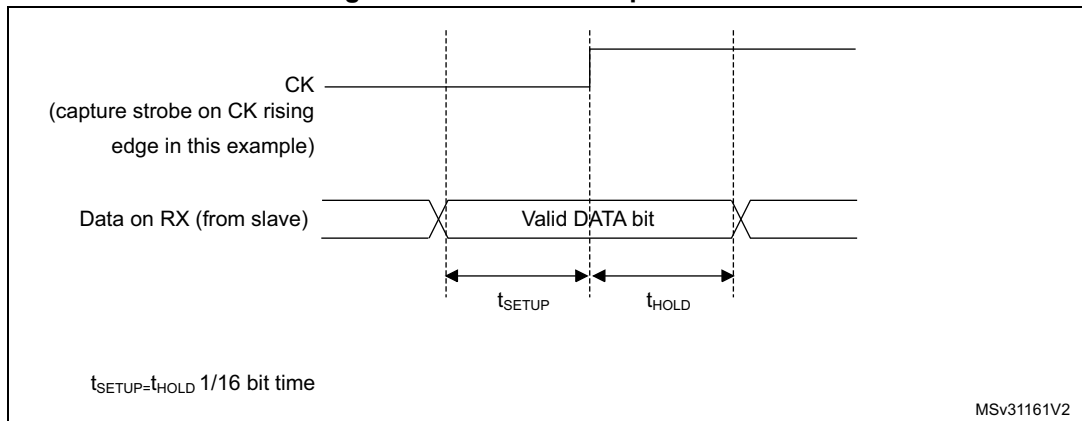 CK
(capture strobe on CK rising
edge in this example)
Data on RX (from slave)
Valid DATA bit
tSETUP
tHOLD
tSETUP=tHOLD 1/16 bit time
MSv31161V2